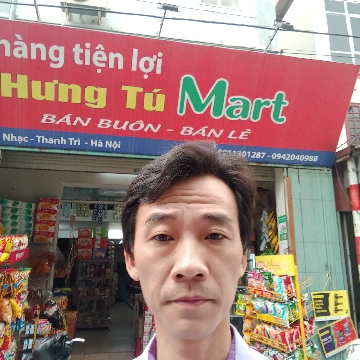 hàng tiện lợi
Hưng Tú Mart
BÁN BUÔN - BÁN LẺ
Nhạc - Thanh Trì - Hà Nội
0942040988